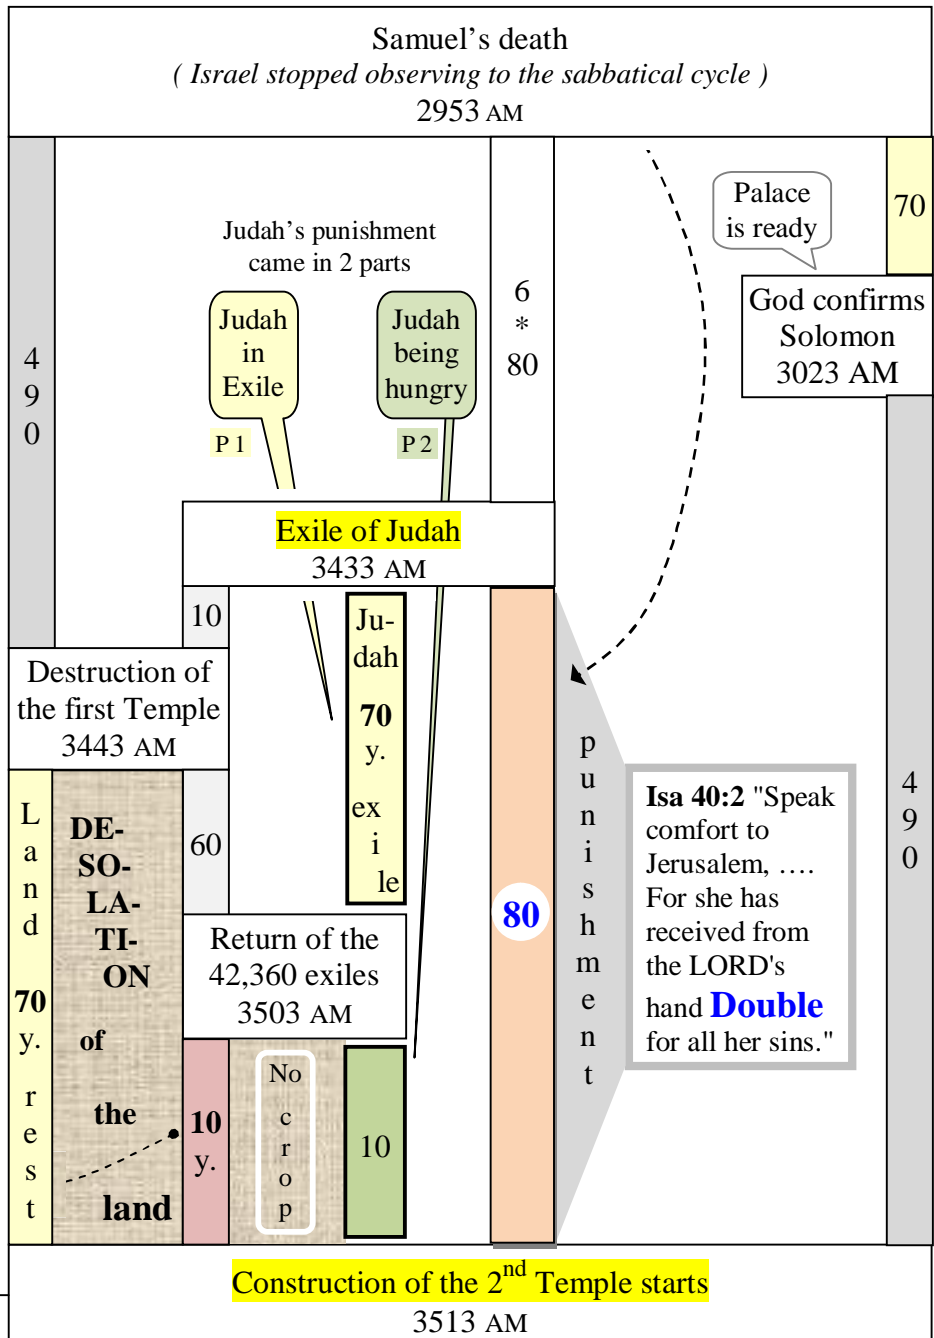 Samuel’s death
( Israel stopped observing to the sabbatical cycle )
2953 AM
4
9
0
Judah’s punishment
came in 2 parts
Judah
in
Exile
P 1
Judah
being
hungry
P 2
6
*
80
Palace
is ready
70
God confirms
Solomon
3023 AM
Exile of Judah
3433 AM
10
Destruction of
the first Temple
3443 AM
Ju-
dah
70
y.
ex
i
le
L
a
n
d
70
y.
r
e
s
t
DE-
SO-
LA-
TI-
ON
of
the
land
60
Return of the
42,360 exiles
3503 AM
10
y.
No
c
r
o
p
10
80
p
u
n
i
s
h
m
e
n
t
Isa 40:2 "Speak
comfort to
Jerusalem, ….
For she has
received from
the LORD's
hand Double
for all her sins."
4
9
0
Construction of the 2nd Temple starts
3513 AM